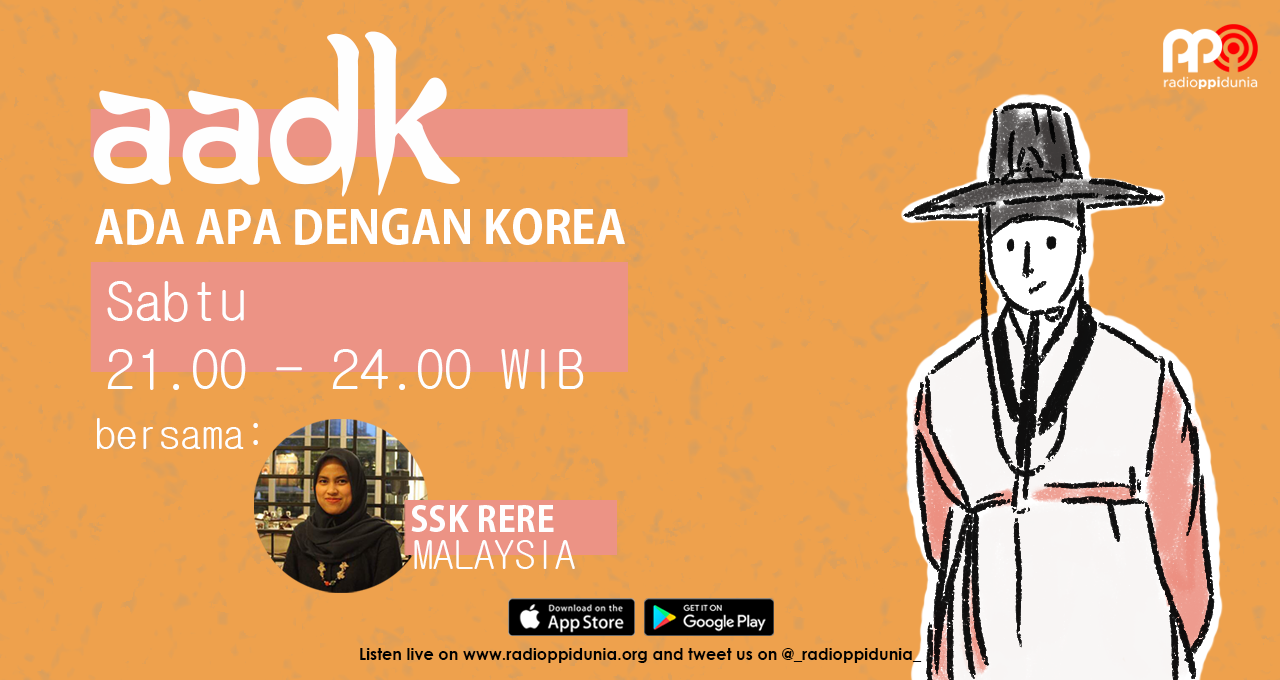 aadk
ADA APA DENGAN KOREA
Sabtu
21.00 - 24.00 WIB
bersama:
SSK RERE
MALAYSIA
PPI
radioppidunia
Download on the
App Store
GET IT ON
Google Play
Listen live on www.radioppidunia.org and tweet us on @_radioppidunia_